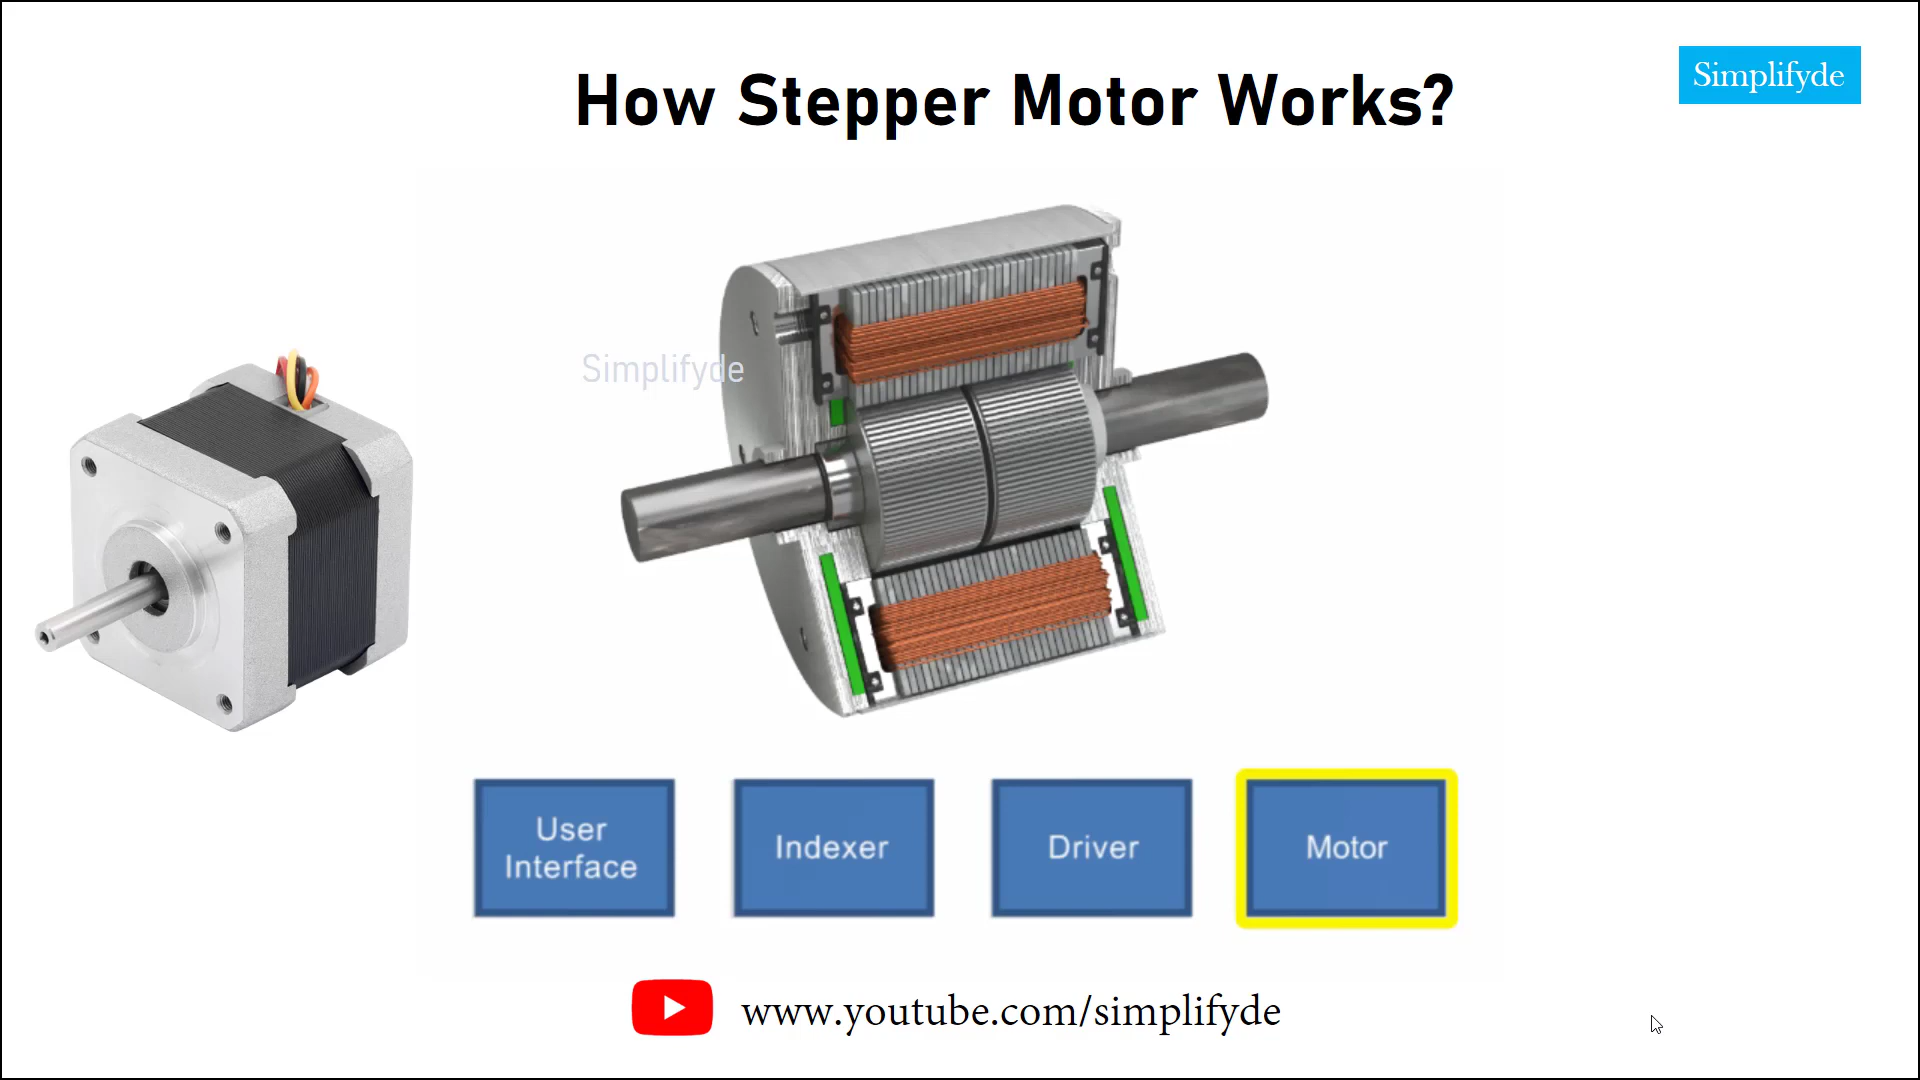 How Stepper Motor Works?
Simplifyde
Simplifyde
User
Interface
Indexer
Driver
Motor
www.youtube.com/simplifyde